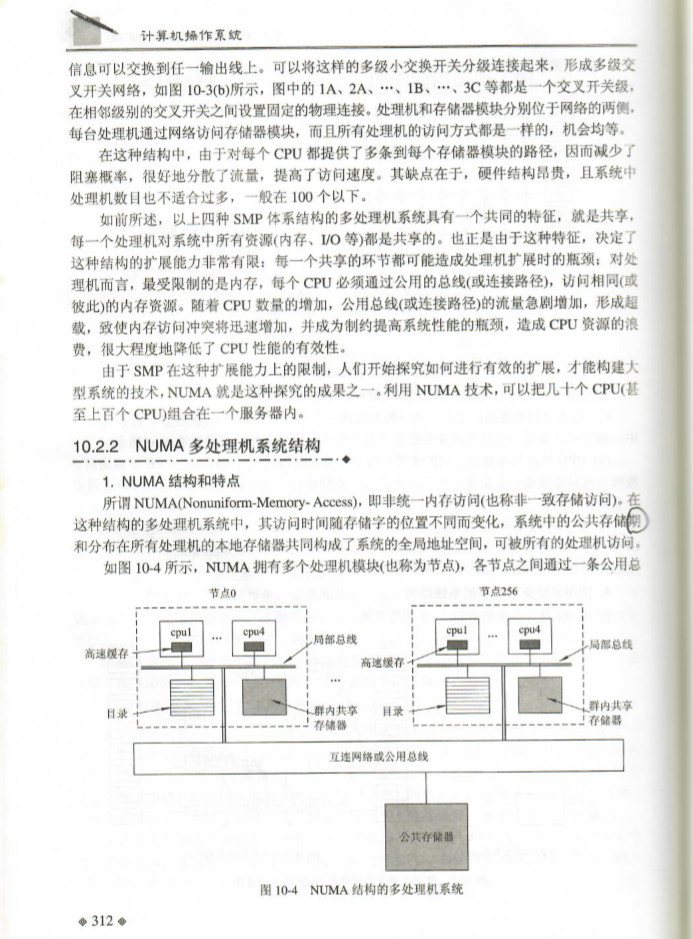 计算机操作系统
信息可以交换到任一输出线上。可以将这样的多级小交换开关分级连接起来，形成多级交
叉开关网络，如图 10-3(b)所示，图中的 1A、2A、…、1B、…、3C 等都是一个交叉开关级，
在相邻级别的交叉开关之间设置固定的物理连接。处理机和存储器模块分别位于网络的两侧，
每台处理机通过网络访问存储器模块，而且所有处理机的访问方式都是一样的，机会均等。
在这种结构中，由于对每个 CPU 都提供了多条到每个存储器模块的路径，因而减少了
阻塞概率，很好地分散了流量，提高了访问速度。其缺点在于，硬件结构昂贵，且系统中
处理机数目也不适合过多，一般在 100 个以下。
如前所述，以上四种 SMP 体系结构的多处理机系统具有一个共同的特征，就是共享，
每一个处理机对系统中所有资源(内存、I/O 等)都是共享的。也正是由于这种特征，决定了
这种结构的扩展能力非常有限：每一个共享的环节都可能造成处理机扩展时的瓶颈；对处
理机而言，最受限制的是内存，每个 CPU 必须通过公用的总线(或连接路径)，访问相同(或
彼此)的内存资源。随着 CPU 数量的增加，公用总线(或连接路径)的流量急剧增加，形成超
载，致使内存访问冲突将迅速增加，并成为制约提高系统性能的瓶颈，造成 CPU 资源的浪
费，很大程度地降低了 CPU 性能的有效性。
由于 SMP 在这种扩展能力上的限制，人们开始探究如何进行有效的扩展，才能构建大
型系统的技术，NUMA 就是这种探究的成果之一。利用 NUMA 技术，可以把几十个 CPU(甚
至上百个 CPU)组合在一个服务器内。
10.2.2 NUMA 多处理机系统结构
1. NUMA 结构和特点
所谓 NUMA(Nonuniform-Memory- Access)，即非统一内存访问(也称非一致存储访问)。在
这种结构的多处理机系统中，其访问时间随存储字的位置不同而变化，系统中的公共存储期
和分布在所有处理机的本地存储器共同构成了系统的全局地址空间，可被所有的处理机访问。
如图 10-4 所示，NUMA 拥有多个处理机模块(也称为节点)，各节点之间通过一条公用总
节点0
节点256
cpu1
…
cpu4
局部总线
高速缓存
目录
群内共享
存储器
…
cpu1
…
cpu4
局部总线
高速缓存
目录
群内共享
存储器
互连网络或公用总线
公共存储器
图 10-4 NUMA 结构的多处理机系统
312